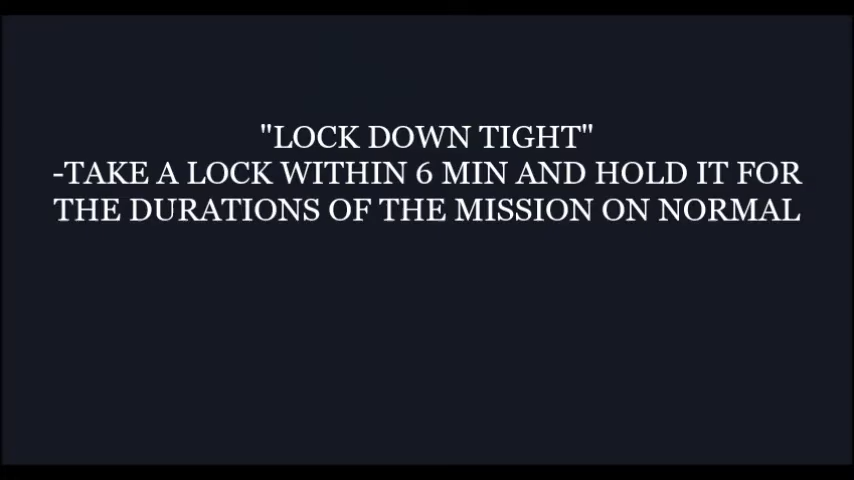 "LOCK DOWN TIGHT"
-TAKE A LOCK WITHIN 6 MIN AND HOLD IT FOR
THE DURATIONS OF THE MISSION ON NORMAL